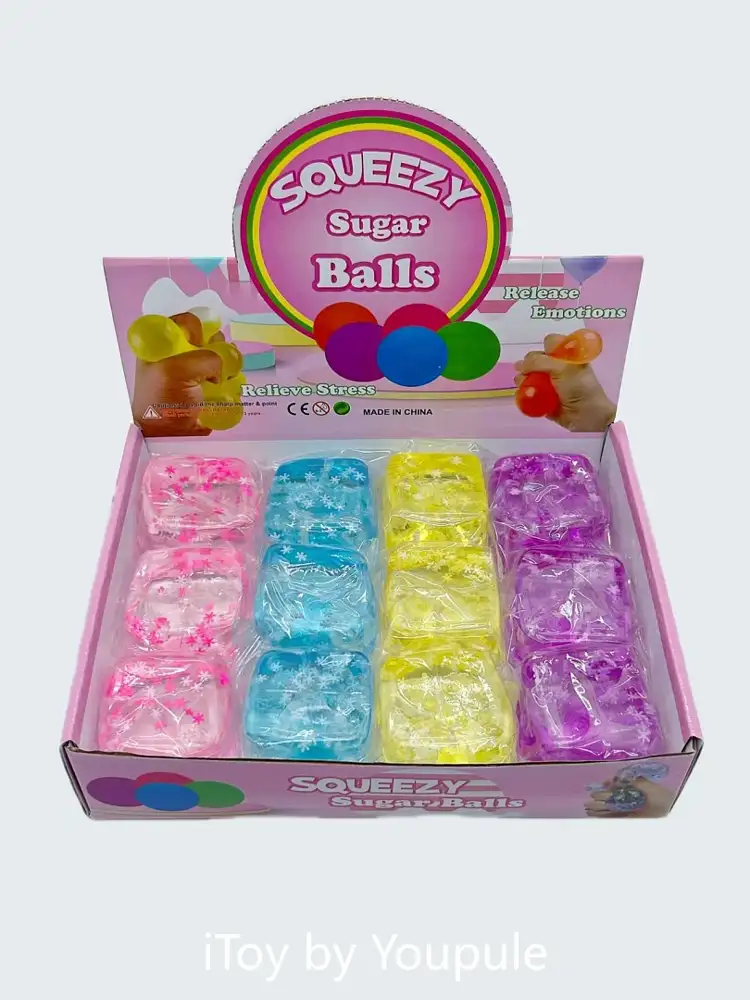 SQUEEZY
Sugar
Balls
Release
Emotions
Relieve Stress
CE
MADE IN CHINA
SQUEEZY
Sugar Balls
iToy by Youpule